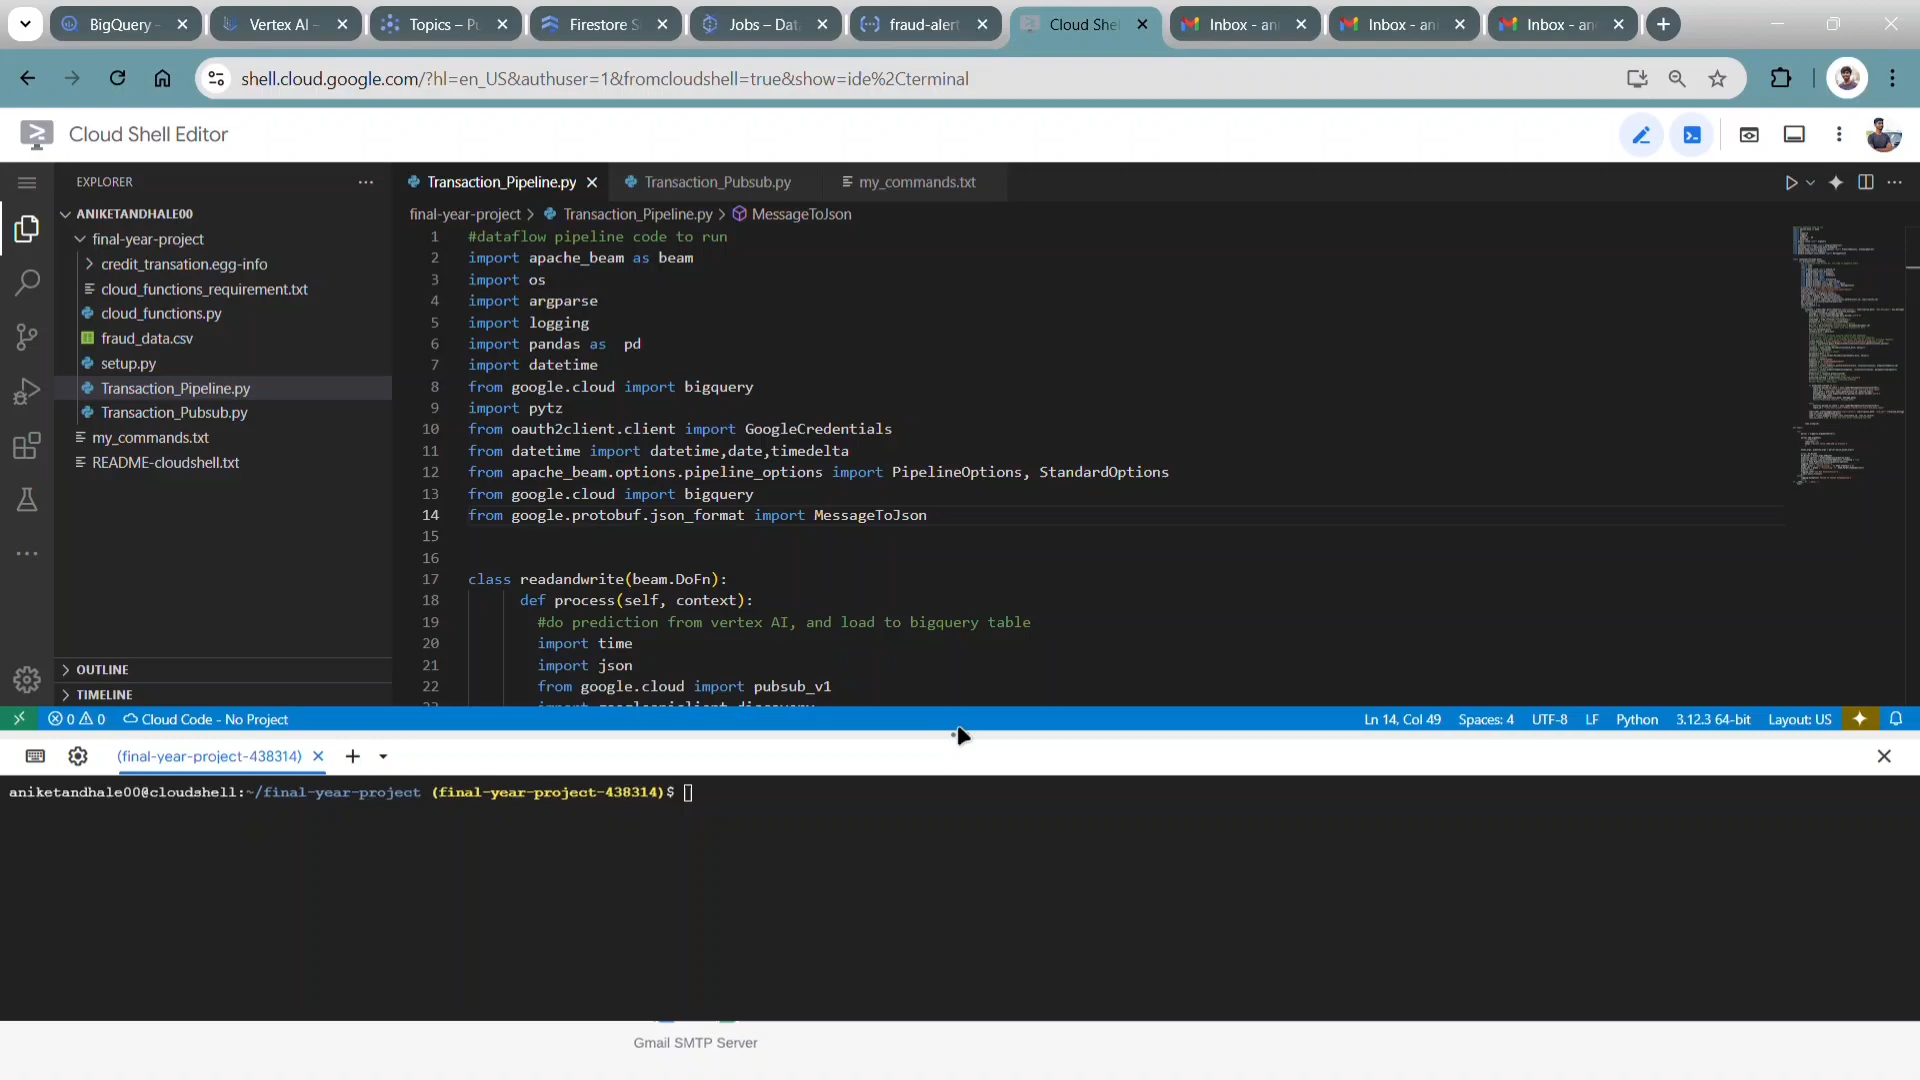 BigQuery
Vertex AI –
Topics – Pu
Firestore S
Jobs – Dat
fraud-alert
Cloud She
Inbox - an
Inbox - an
Inbox - an
shell.cloud.google.com/?hl=en_US&authuser=1&fromcloudshell=true&show=ide%2Cterminal
Cloud Shell Editor
EXPLORER
Transaction_Pipeline.py
Transaction_Pubsub.py
my_commands.txt
ANIKETANDHALE00
final-year-project
credit_transation.egg-info
cloud_functions_requirement.txt
cloud_functions.py
fraud_data.csv
setup.py
Transaction_Pipeline.py
Transaction_Pubsub.py
my_commands.txt
README-cloudshell.txt
OUTLINE
TIMELINE
final-year-project > Transaction_Pipeline.py > MessageToJson
1 #dataflow pipeline code to run
2 import apache_beam as beam
3 import os
4 import argparse
5 import logging
6 import pandas as  pd
7 import datetime
8 from google.cloud import bigquery
9 import pytz
10 from oauth2client.client import GoogleCredentials
11 from datetime import datetime,date,timedelta
12 from apache_beam.options.pipeline_options import PipelineOptions, StandardOptions
13 from google.cloud import bigquery
14 from google.protobuf.json_format import MessageToJson
15
16
17 class readandwrite(beam.DoFn):
18 def process(self, context):
19 #do prediction from vertex AI, and load to bigquery table
20 import time
21 import json
22 from google.cloud import pubsub_v1
0 0 Cloud Code - No Project
Ln 14, Col 49 Spaces: 4 UTF-8 LF Python 3.12.3 64-bit Layout: US
(final-year-project-438314)
aniketandhale00@cloudshell:~/final-year-project (final-year-project-438314)$
Gmail SMTP Server